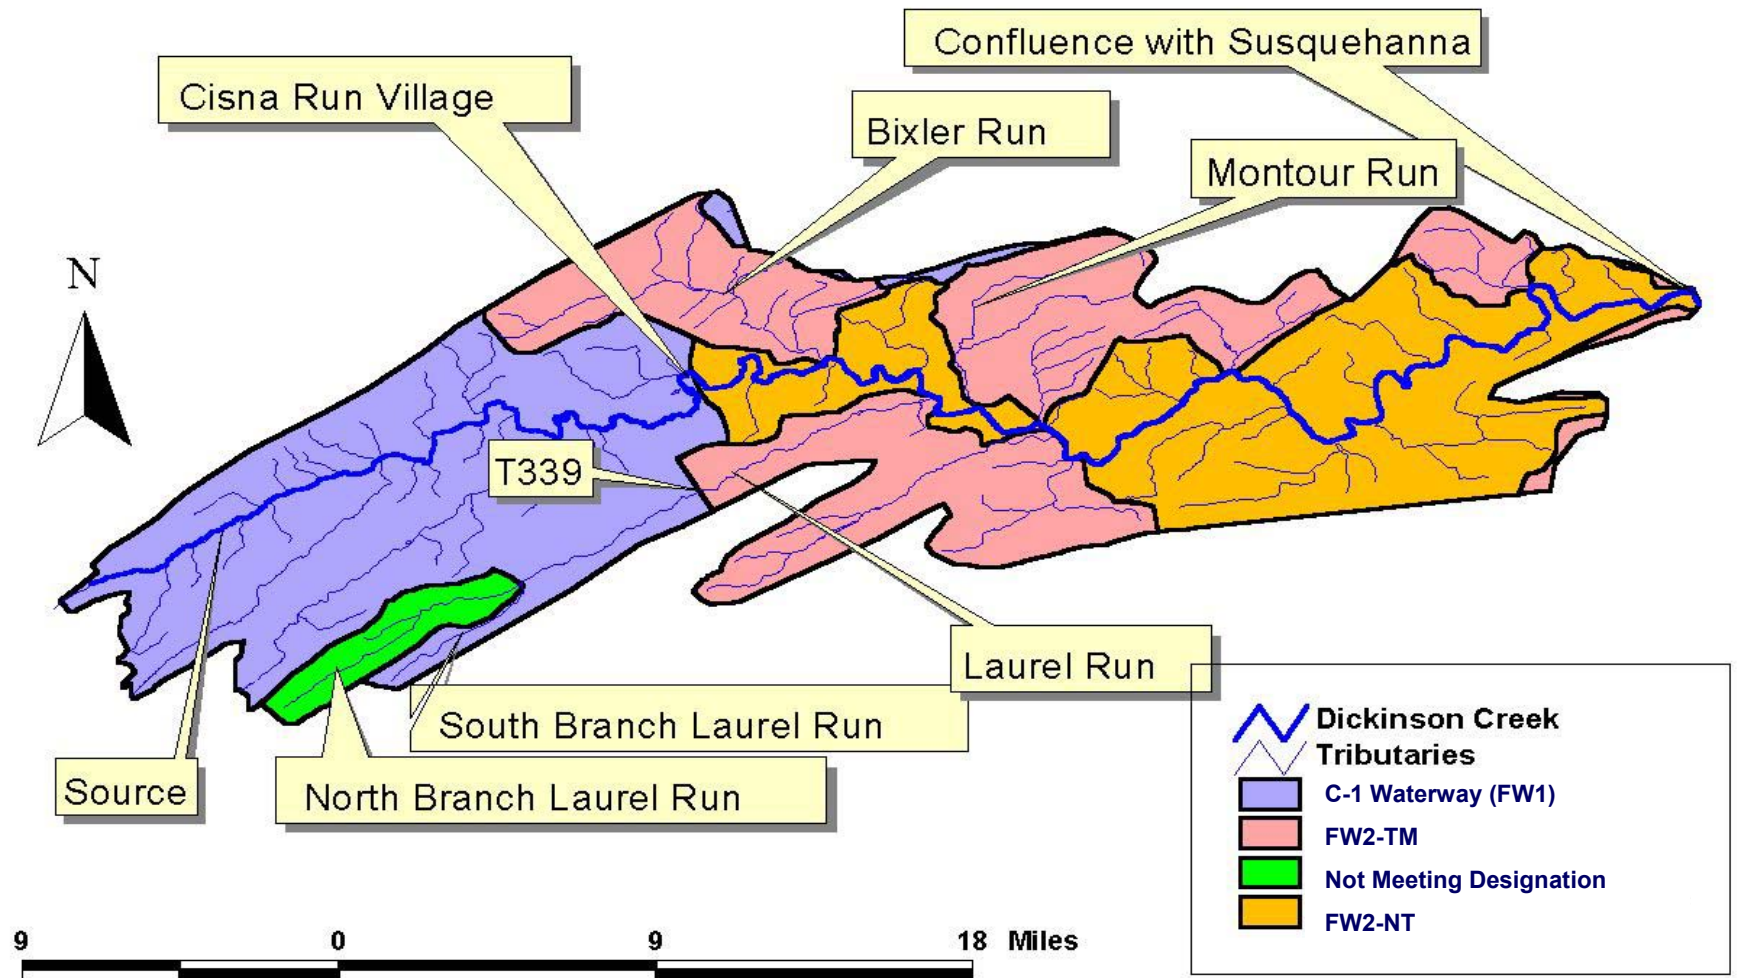 Confluence with Susquehanna
Cisna Run Village
Bixler Run
Montour Run
N
T339
Laurel Run
South Branch Laurel Run
Source
North Branch Laurel Run
Dickinson Creek
Tributaries
C-1 Waterway (FW1)
FW2-TM
Not Meeting Designation
FW2-NT
9 0 9 18 Miles